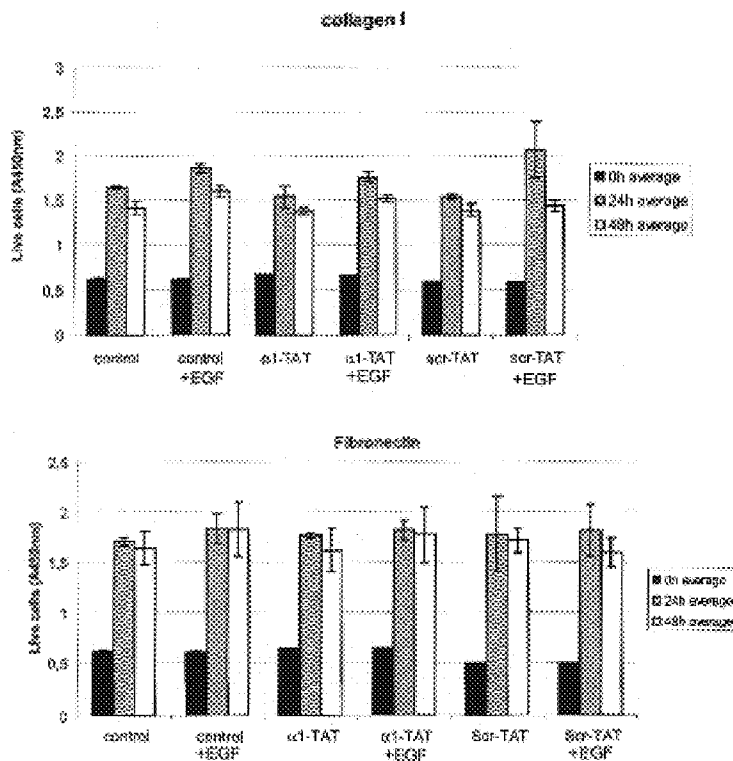 collagen I
3
2,5
2
1,5
1
0,5
0
Live cells (A490nm)
0h average
24h average
48h average
control
control +EGF
α1-TAT
α1-TAT +EGF
scr-TAT
scr-TAT +EGF
Fibronectin
2,5
2
1,5
1
0,5
0
Live cells
0h average
24h average
48h average
control
control +EGF
α1-TAT
α1-TAT +EGF
Scr-TAT
Scr-TAT +EGF